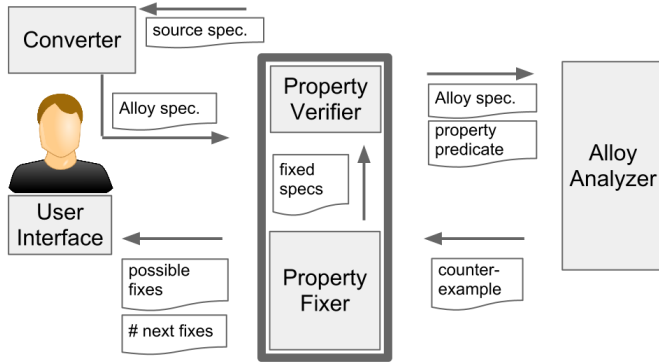 Converter
source spec.
Alloy spec.
Property
Verifier
Alloy spec.
property
predicate
Alloy
Analyzer
fixed
specs
User
Interface
possible
fixes
# next fixes
Property
Fixer
counter-
example